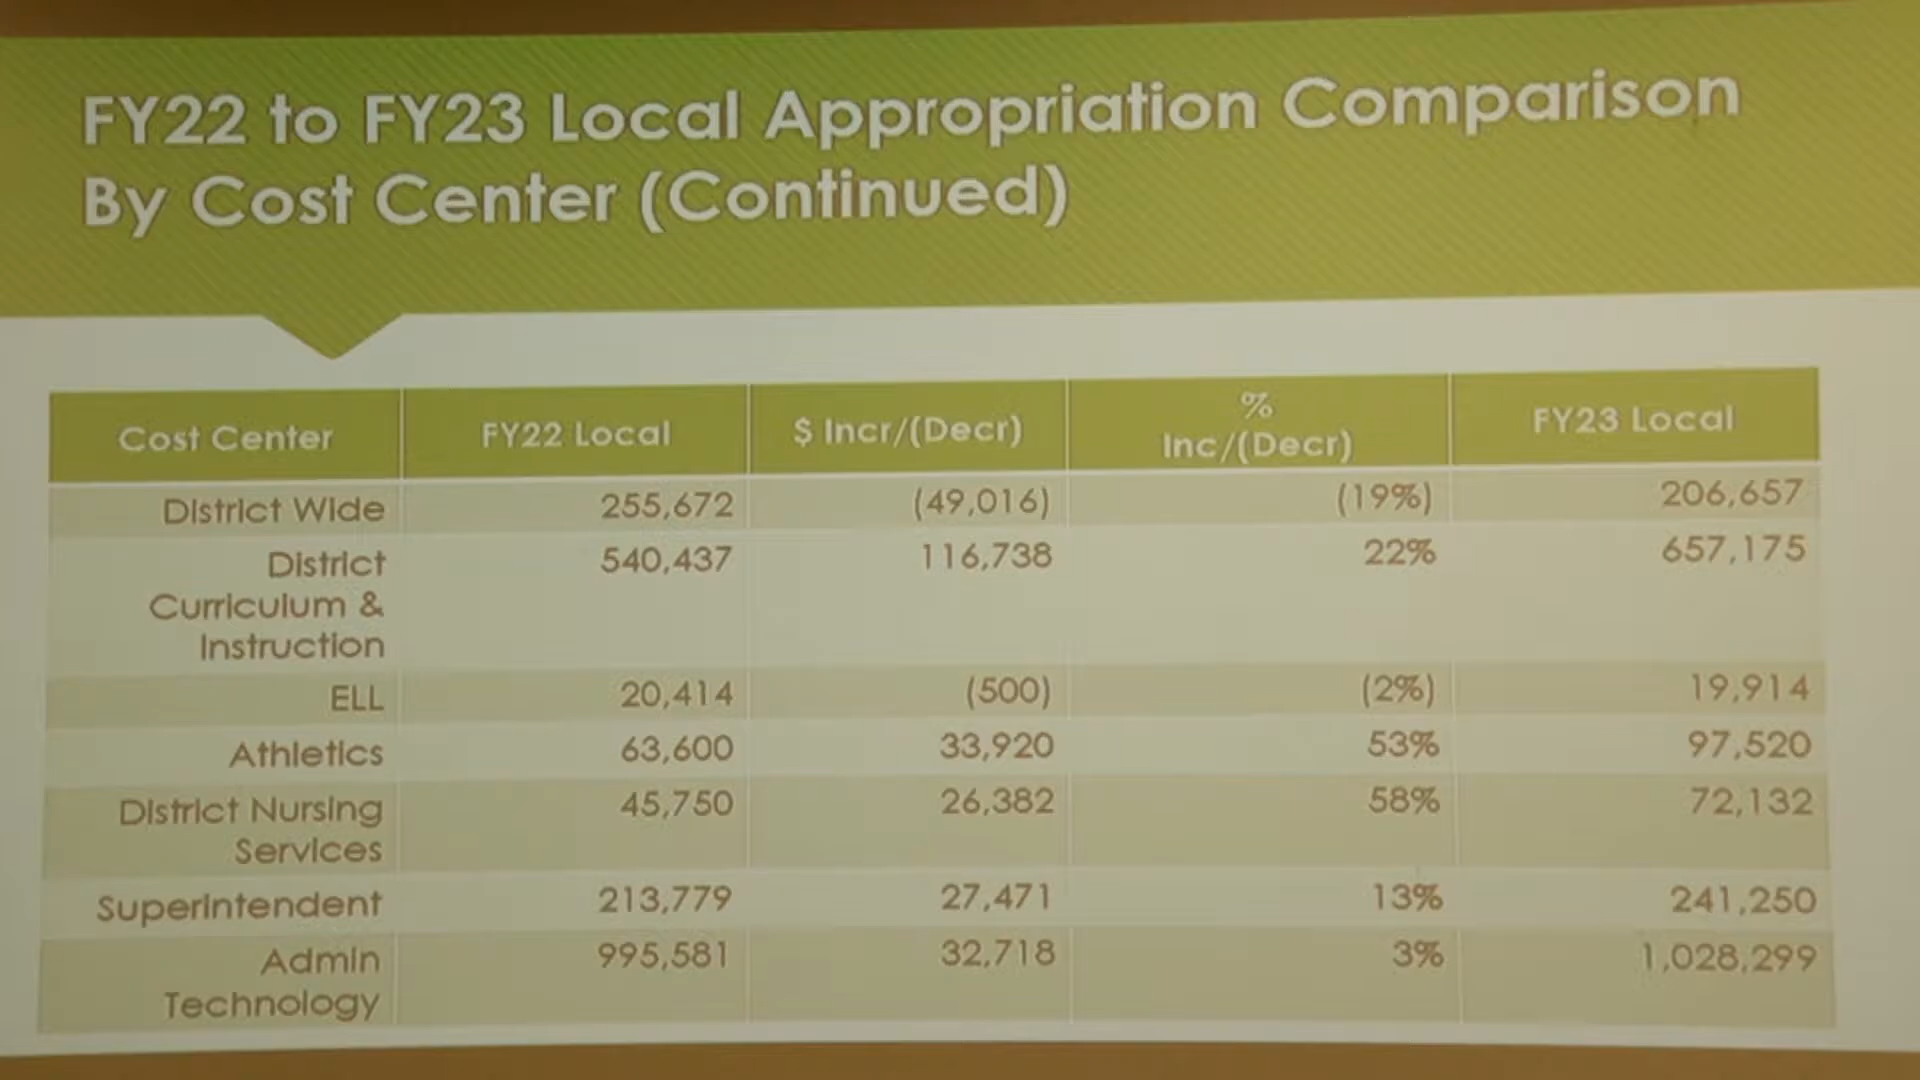 FY22 to FY23 Local Appropriation Comparison
By Cost Center (Continued)
Cost Center FY22 Local $ Incr/(Decr) % Inc/(Decr) FY23 Local
District Wide 255,672 (49,016) (19%) 206,657
District 540,437 116,738 22% 657,175
Curriculum &
Instruction
ELL 20,414 (500) (2%) 19,914
Athletics 63,600 33,920 53% 97,520
District Nursing 45,750 26,382 58% 72,132
Services
Superintendent 213,779 27,471 13% 241,250
Admin 995,581 32,718 3% 1,028,299
Technology